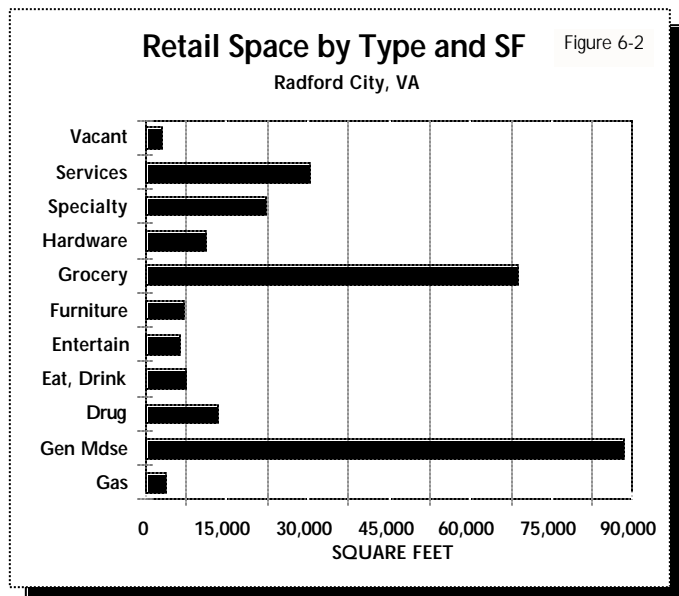 Retail Space by Type and SF
Figure 6-2
Radford City, VA
Vacant
Services
Specialty
Hardware
Grocery
Furniture
Entertain
Eat, Drink
Drug
Gen Mdse
Gas
0 15,000 30,000 45,000 60,000 75,000 90,000
SQUARE FEET